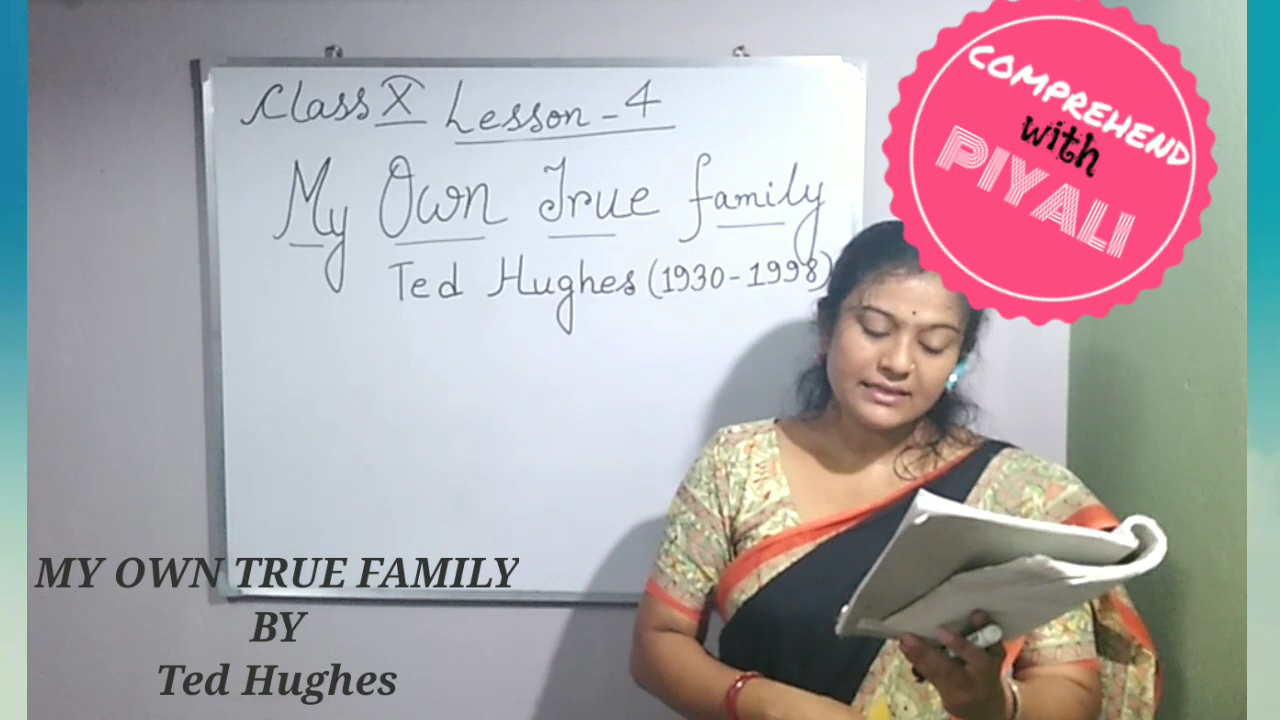 Class X Lesson - 4
My Own True family
Ted Hughes (1930-1998)
COMPREHEND
with
PIYALI
MY OWN TRUE FAMILY
BY
Ted Hughes